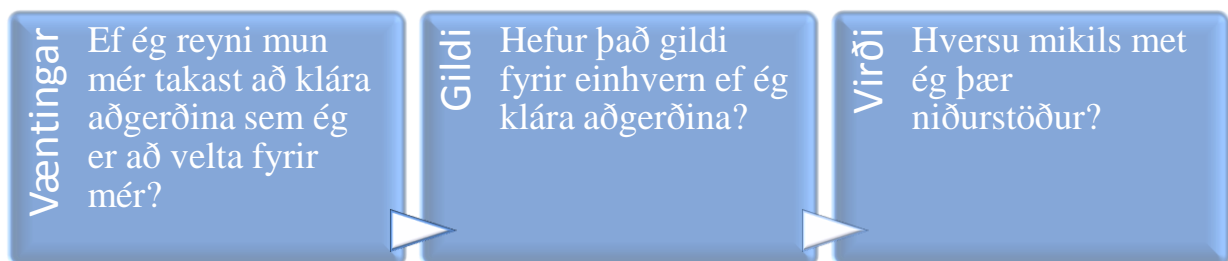 Væntingar
Ef ég reyni mun
mér takast að klára
aðgerðina sem ég
er að velta fyrir
mér?
Gildi
Hefur það gildi
fyrir einhvern ef ég
klára aðgerðina?
Virði
Hversu mikils met
ég þær
niðurstöður?